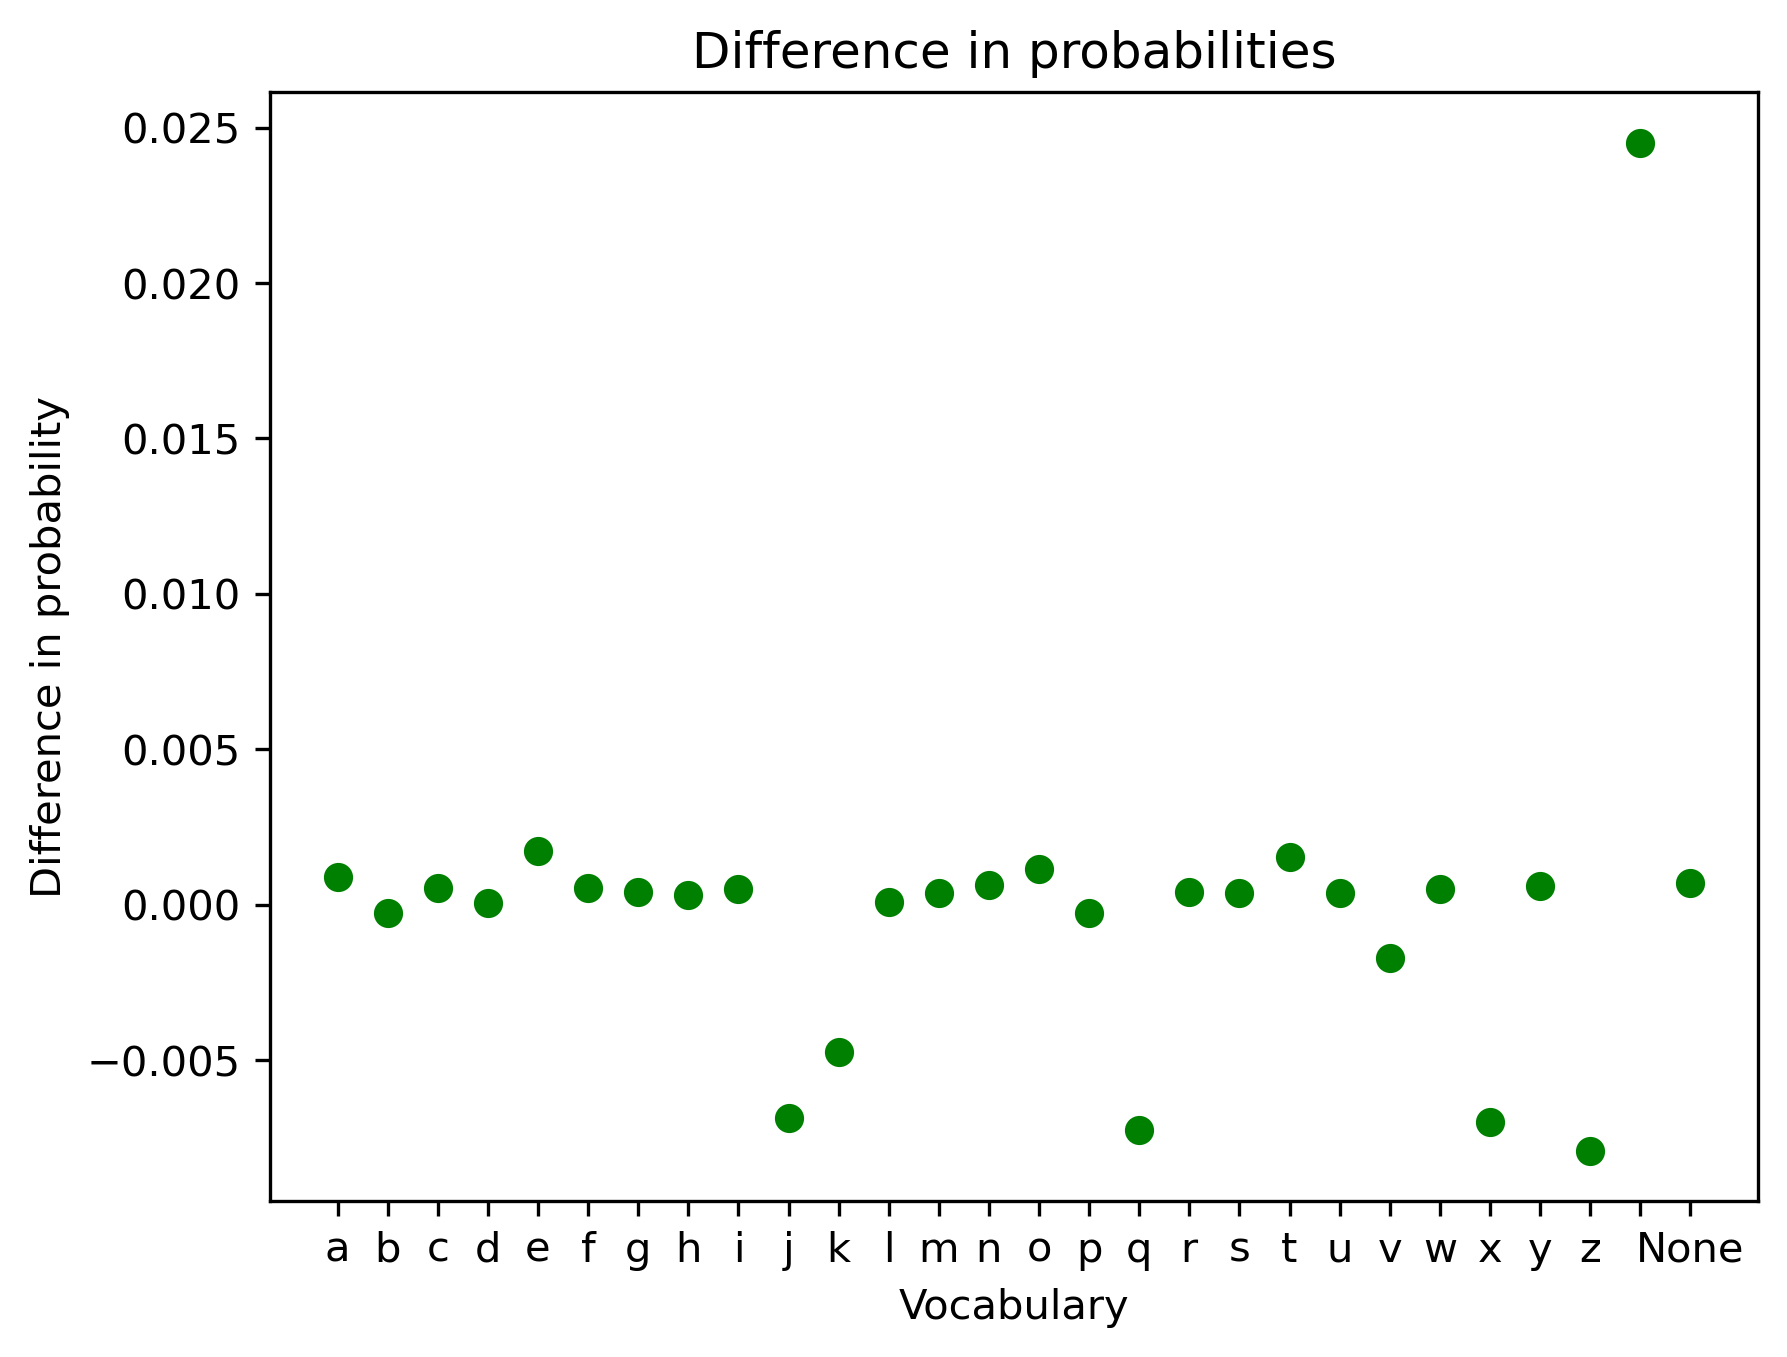 Difference in probabilities
Difference in probability
0.025
0.020
0.015
0.010
0.005
0.000
−0.005
a b c d e f g h i j k l m n o p q r s t u v w x y z None
Vocabulary